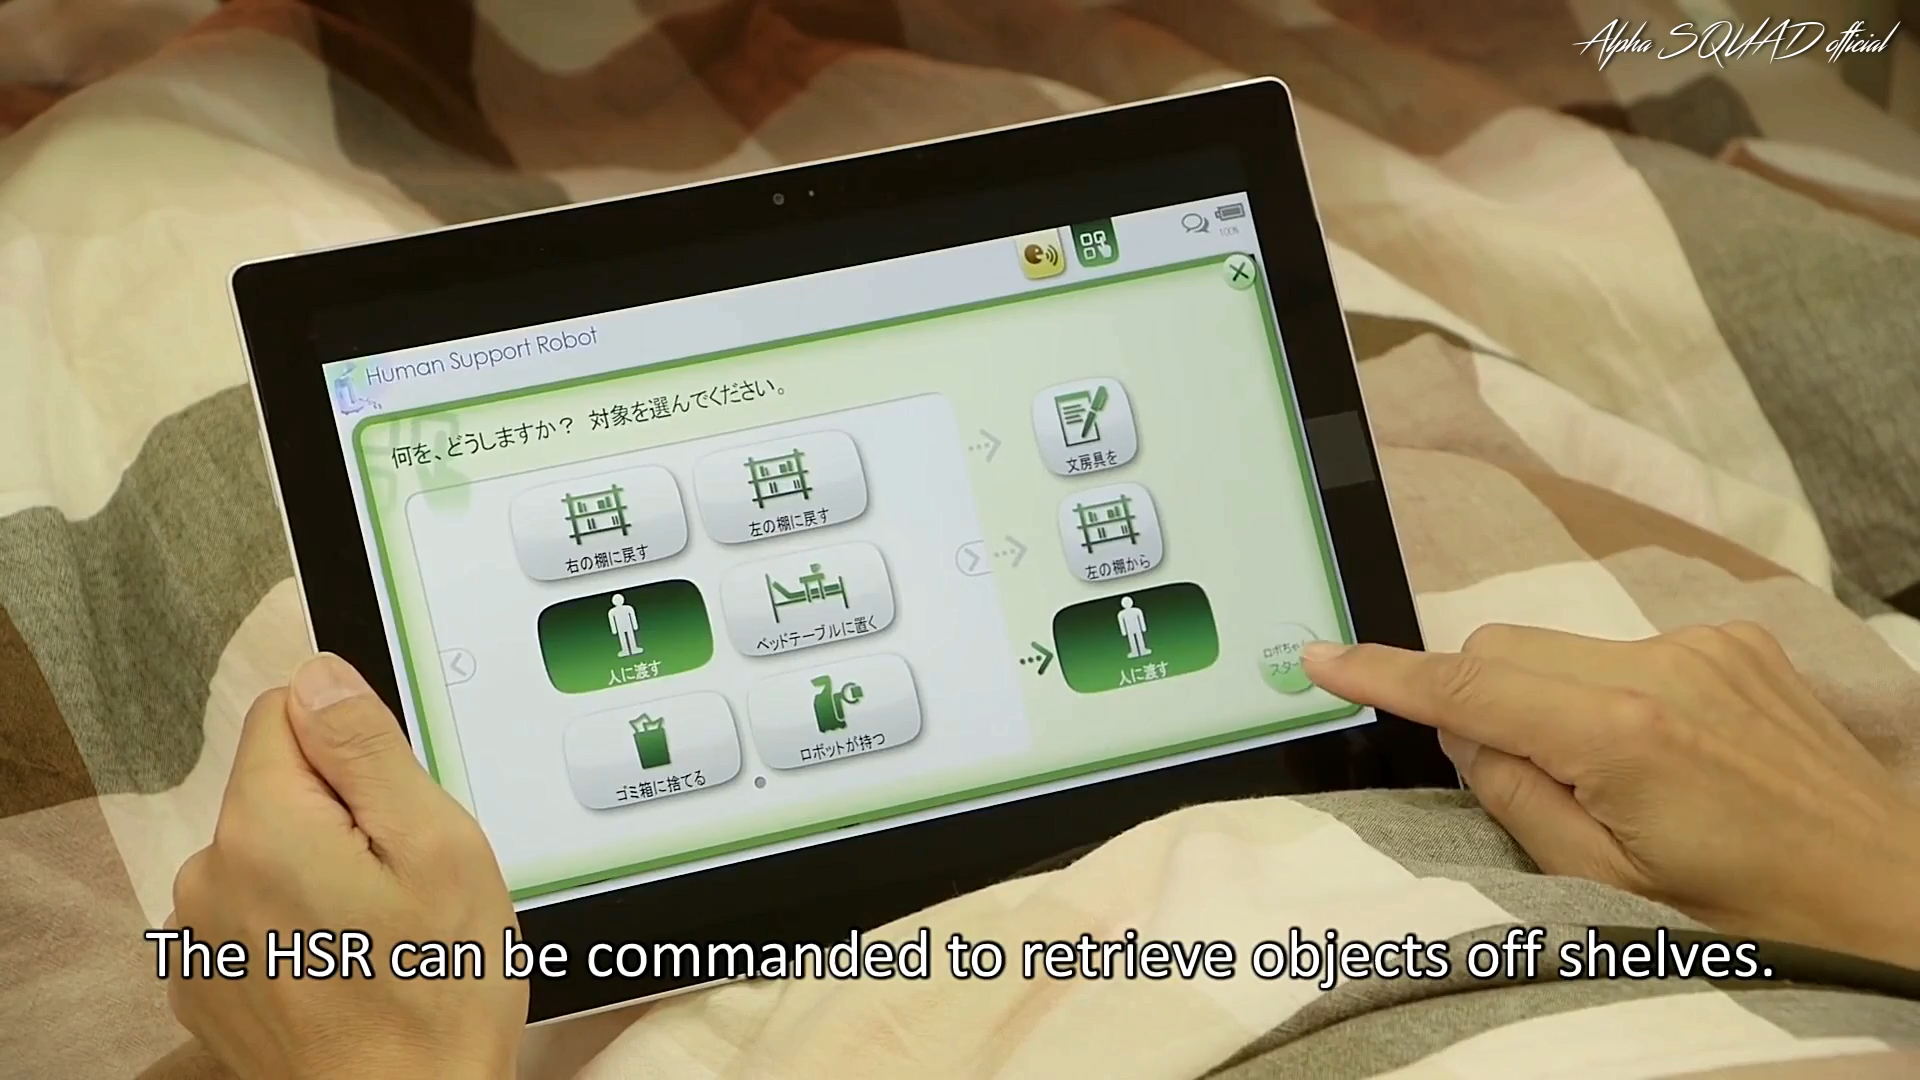 Alpha SQUAD official
100%
Human Support Robot
何を、どうしますか? 対象を選んでください。
右の棚に戻す
左の棚に戻す
人に渡す
ベッドテーブルに置く
ゴミ箱に捨てる
ロボットが持つ
文房具を
左の棚から
人に渡す
The HSR can be commanded to retrieve objects off shelves.